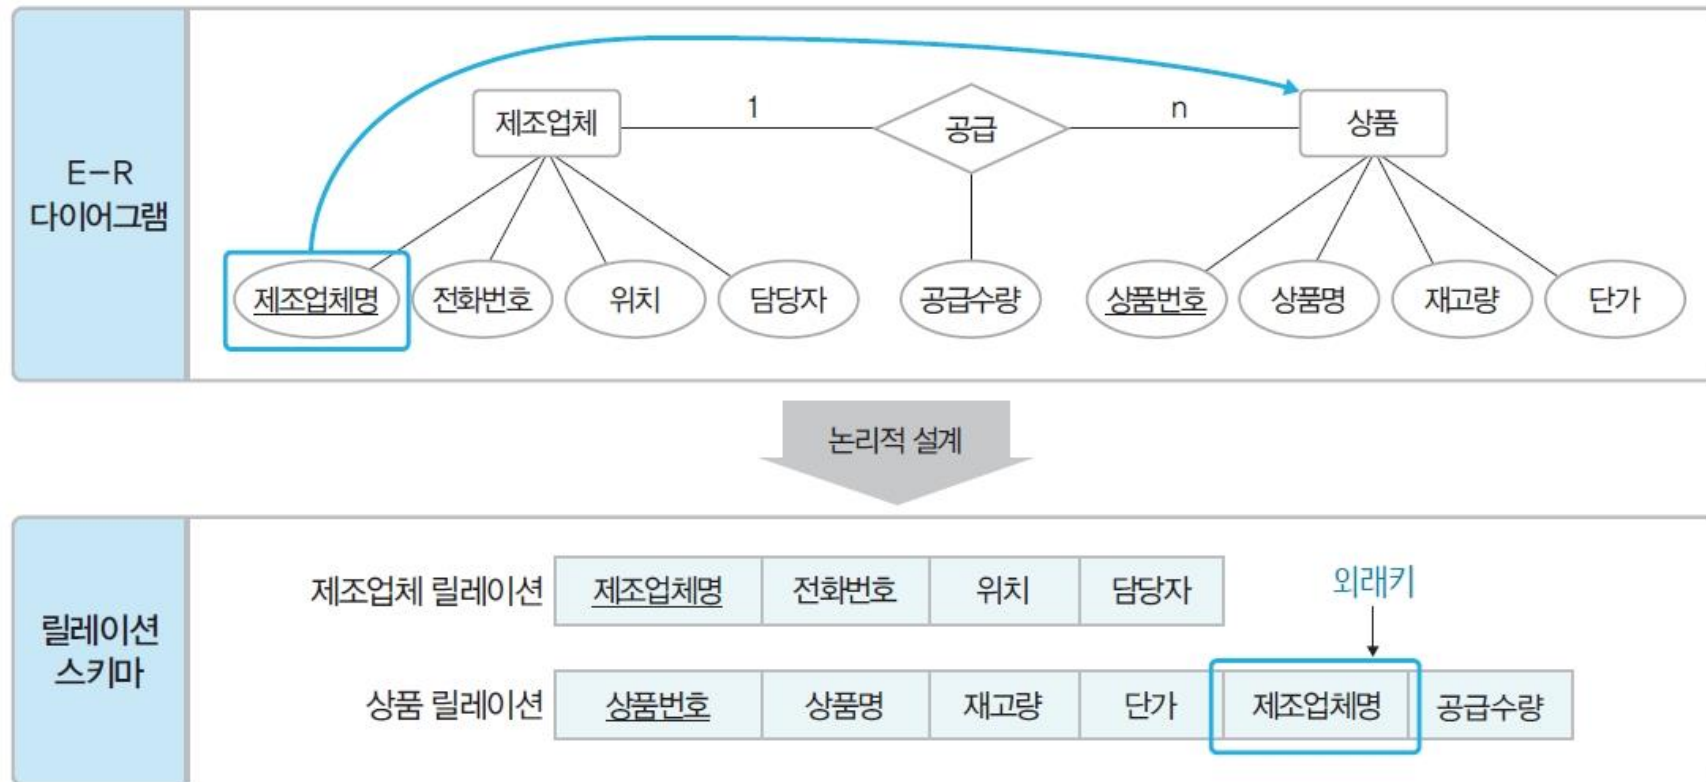 E-R
다이어그램
제조업체
1
공급
n
상품
제조업체명
전화번호
위치
담당자
공급수량
상품번호
상품명
재고량
단가
논리적 설계
릴레이션
스키마
제조업체 릴레이션
제조업체명
전화번호
위치
담당자
외래키
상품 릴레이션
상품번호
상품명
재고량
단가
제조업체명
공급수량